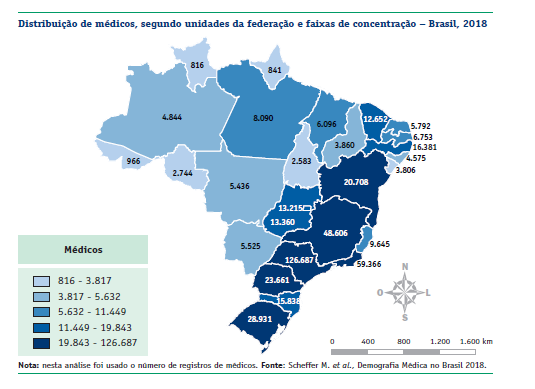 Distribuição de médicos, segundo unidades da federação e faixas de concentração – Brasil, 2018
816
841
4.844
8.090
6.096
12.652
5.792
6.753
16.381
3.860
4.575
3.806
966
2.744
2.583
20.708
5.436
13.215
13.360
48.606
5.525
9.645
126.687
59.366
23.661
15.838
28.931
Médicos
816 - 3.817
3.817 - 5.632
5.632 - 11.449
11.449 - 19.843
19.843 - 126.687
N
O L
S
0 400 800 1.200 1.600 km
Nota: nesta análise foi usado o número de registros de médicos. Fonte: Scheffer M. et al., Demografia Médica no Brasil 2018.